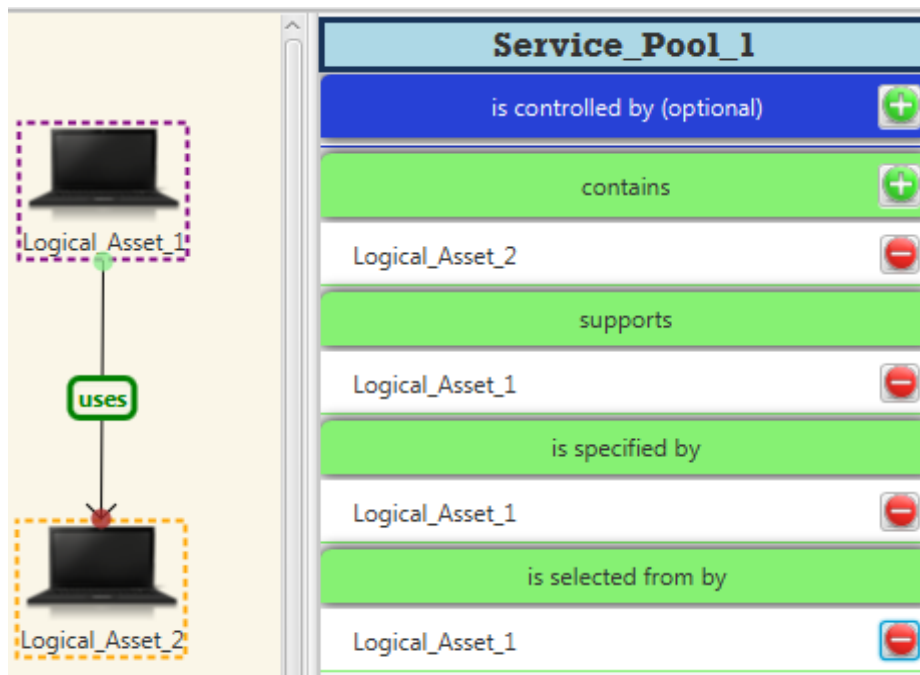 Logical_Asset_1
uses
Logical_Asset_2
Service_Pool_1
is controlled by (optional)
contains
Logical_Asset_2
supports
Logical_Asset_1
is specified by
Logical_Asset_1
is selected from by
Logical_Asset_1